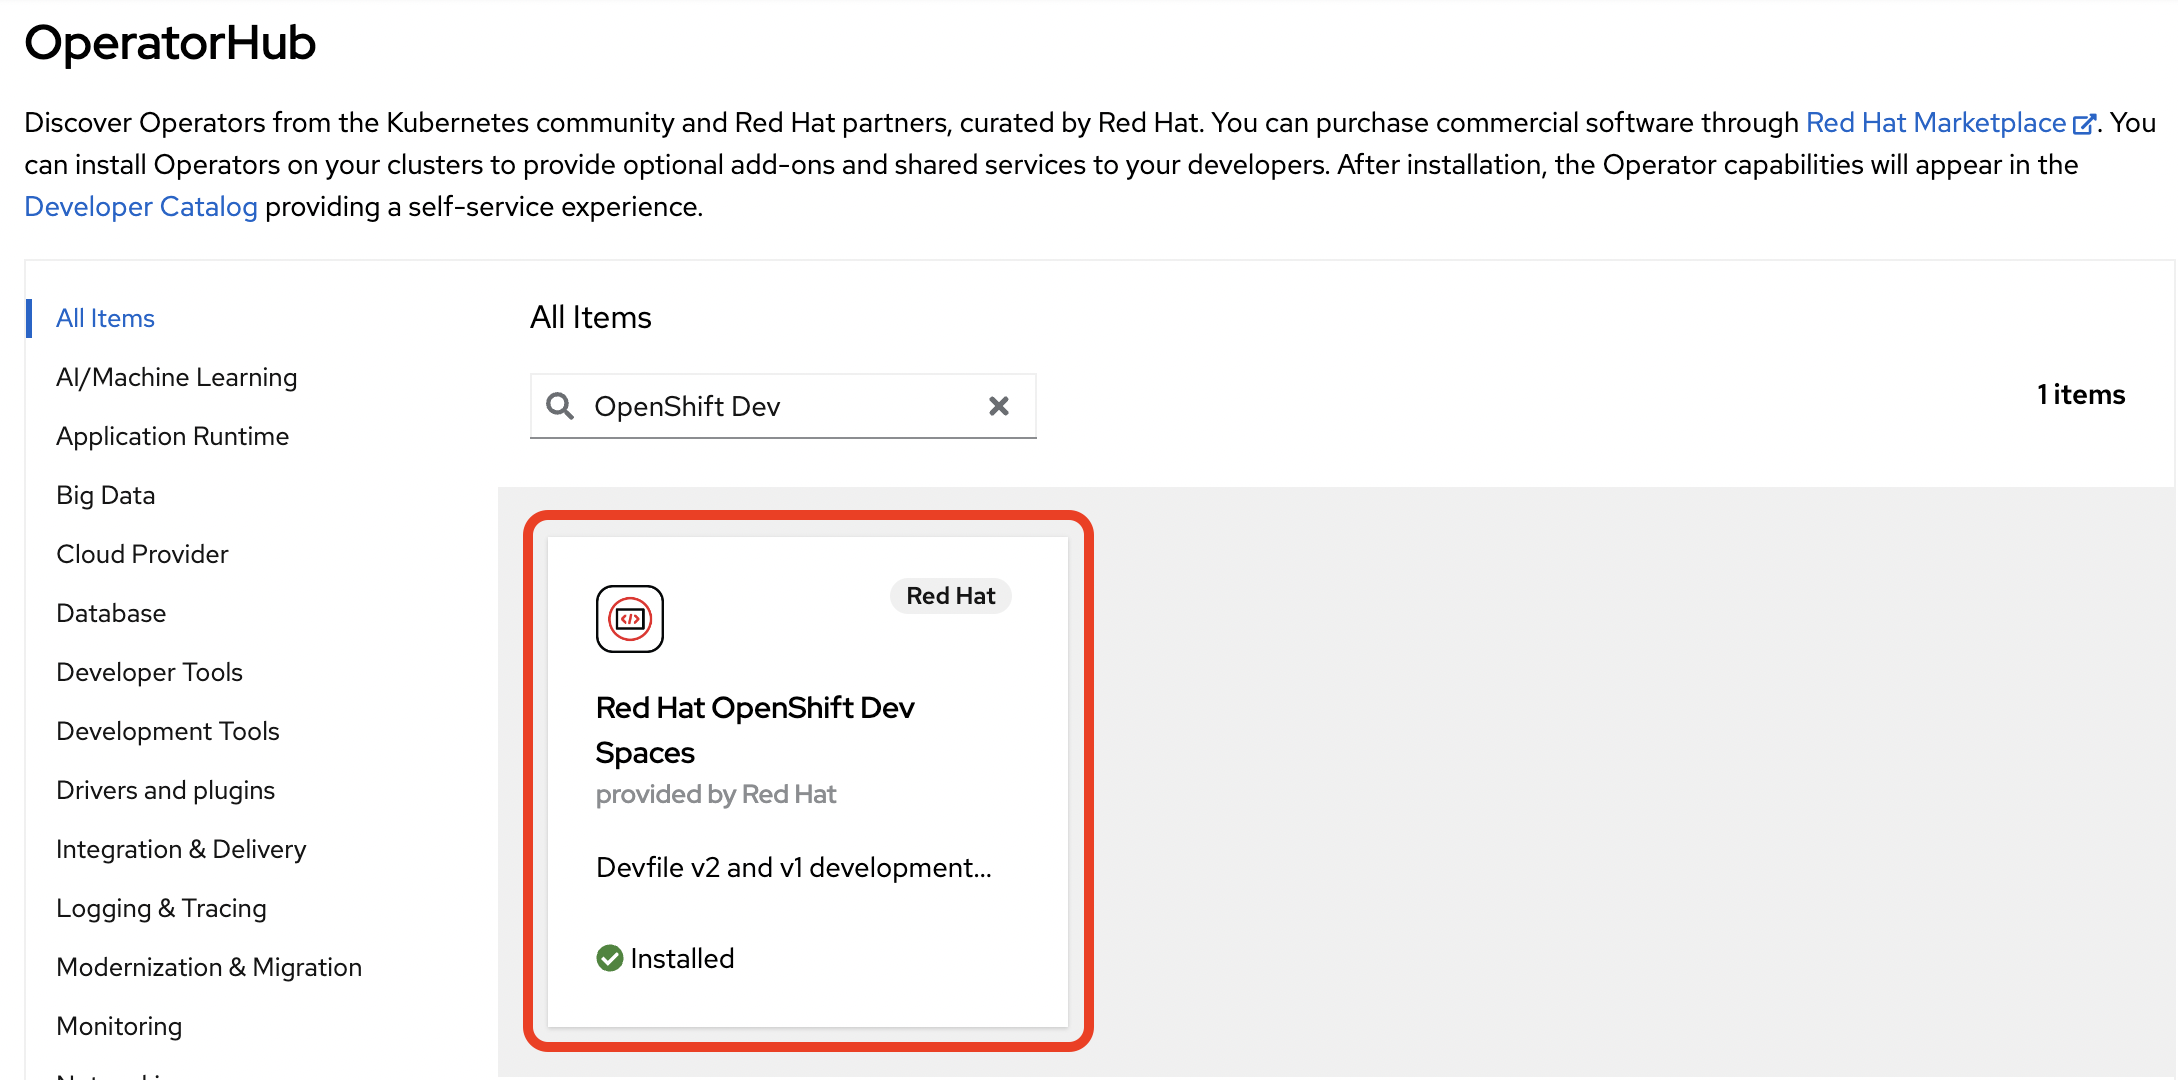 OperatorHub
Discover Operators from the Kubernetes community and Red Hat partners, curated by Red Hat. You can purchase commercial software through Red Hat Marketplace. You
can install Operators on your clusters to provide optional add-ons and shared services to your developers. After installation, the Operator capabilities will appear in the
Developer Catalog providing a self-service experience.
All Items
AI/Machine Learning
Application Runtime
Big Data
Cloud Provider
Database
Developer Tools
Development Tools
Drivers and plugins
Integration & Delivery
Logging & Tracing
Modernization & Migration
Monitoring
All Items
OpenShift Dev
1 items
Red Hat
</>
Red Hat OpenShift Dev
Spaces
provided by Red Hat
Devfile v2 and v1 development...
Installed